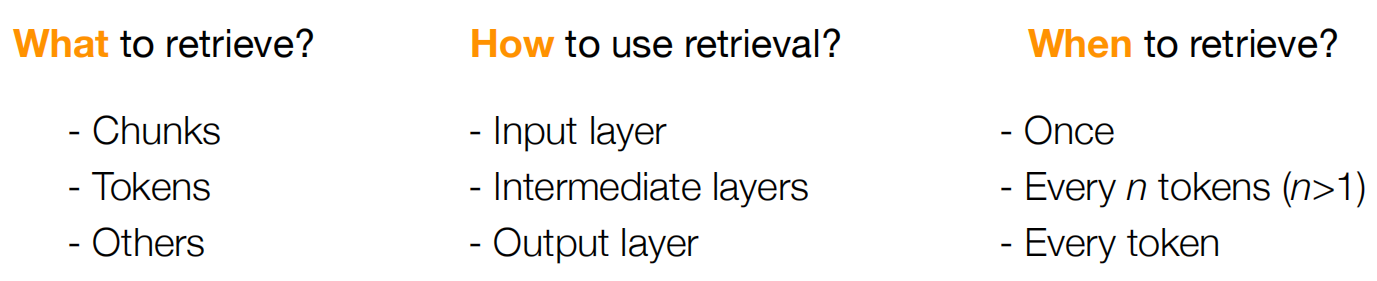 What to retrieve?
- Chunks
- Tokens
- Others
How to use retrieval?
- Input layer
- Intermediate layers
- Output layer
When to retrieve?
- Once
- Every n tokens (n>1)
- Every token